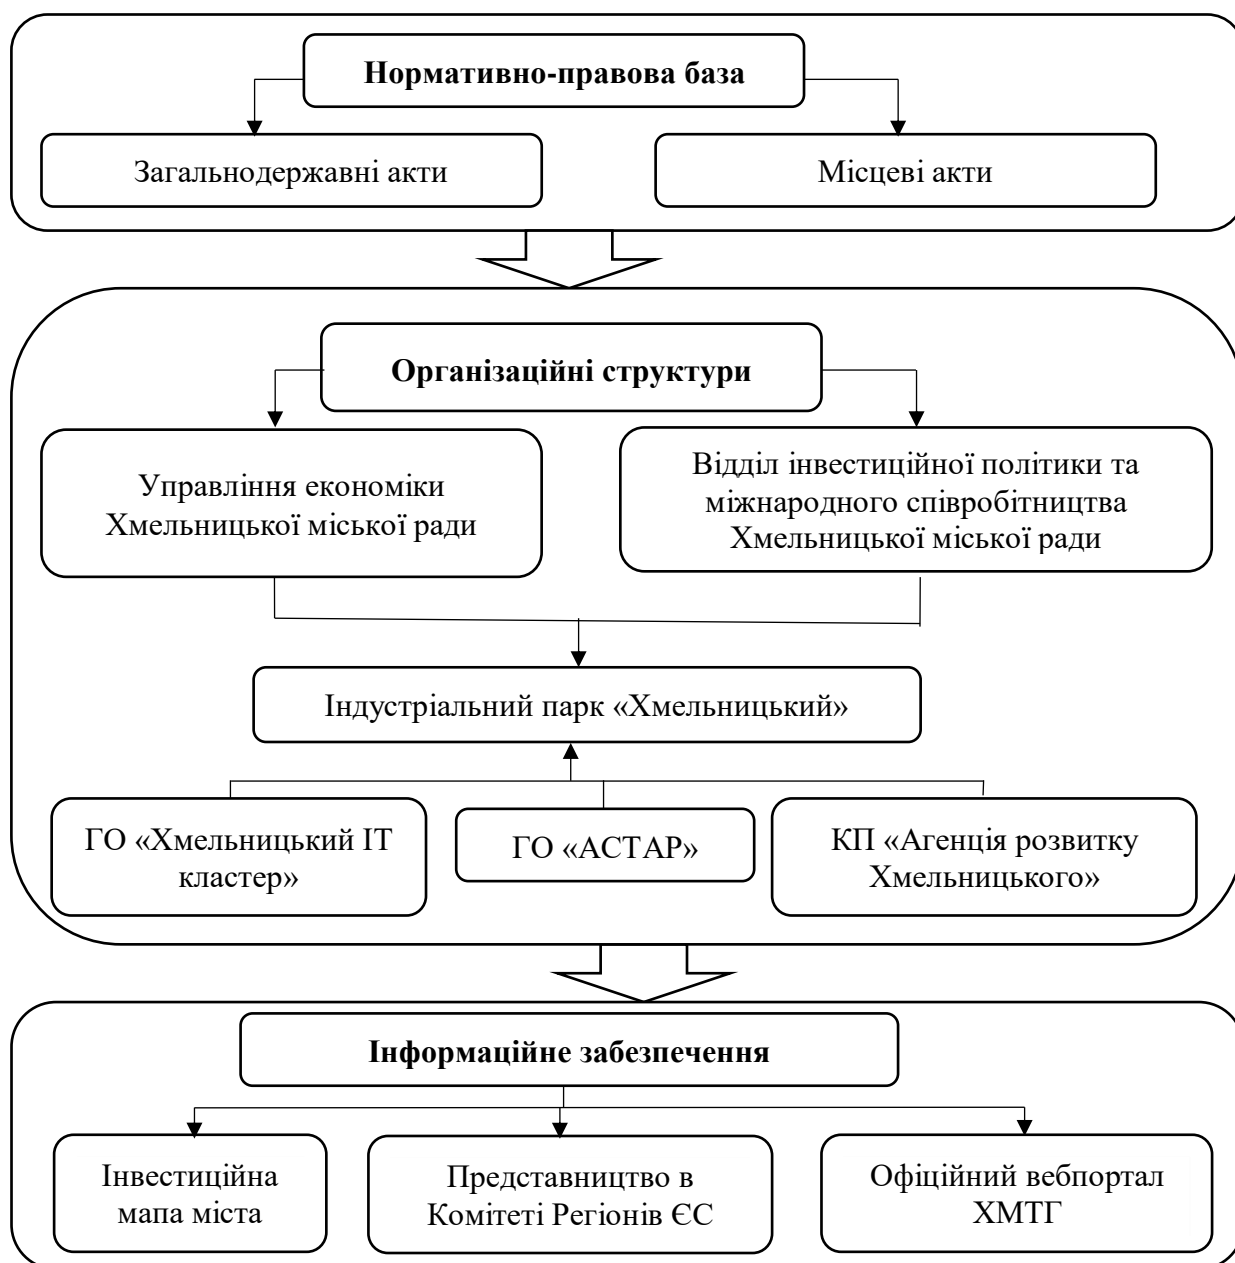 Нормативно-правова база
Загальнодержавні акти
Місцеві акти
Організаційні структури
Управління економіки
Хмельницької міської ради
Відділ інвестиційної політики та
міжнародного співробітництва
Хмельницької міської ради
Індустріальний парк «Хмельницький»
ГО «Хмельницький ІТ
кластер»
ГО «АСТАР»
КП «Агенція розвитку
Хмельницького»
Інформаційне забезпечення
Інвестиційна
мапа міста
Представництво в
Комітеті Регіонів ЄС
Офіційний вебпортал
ХМТГ